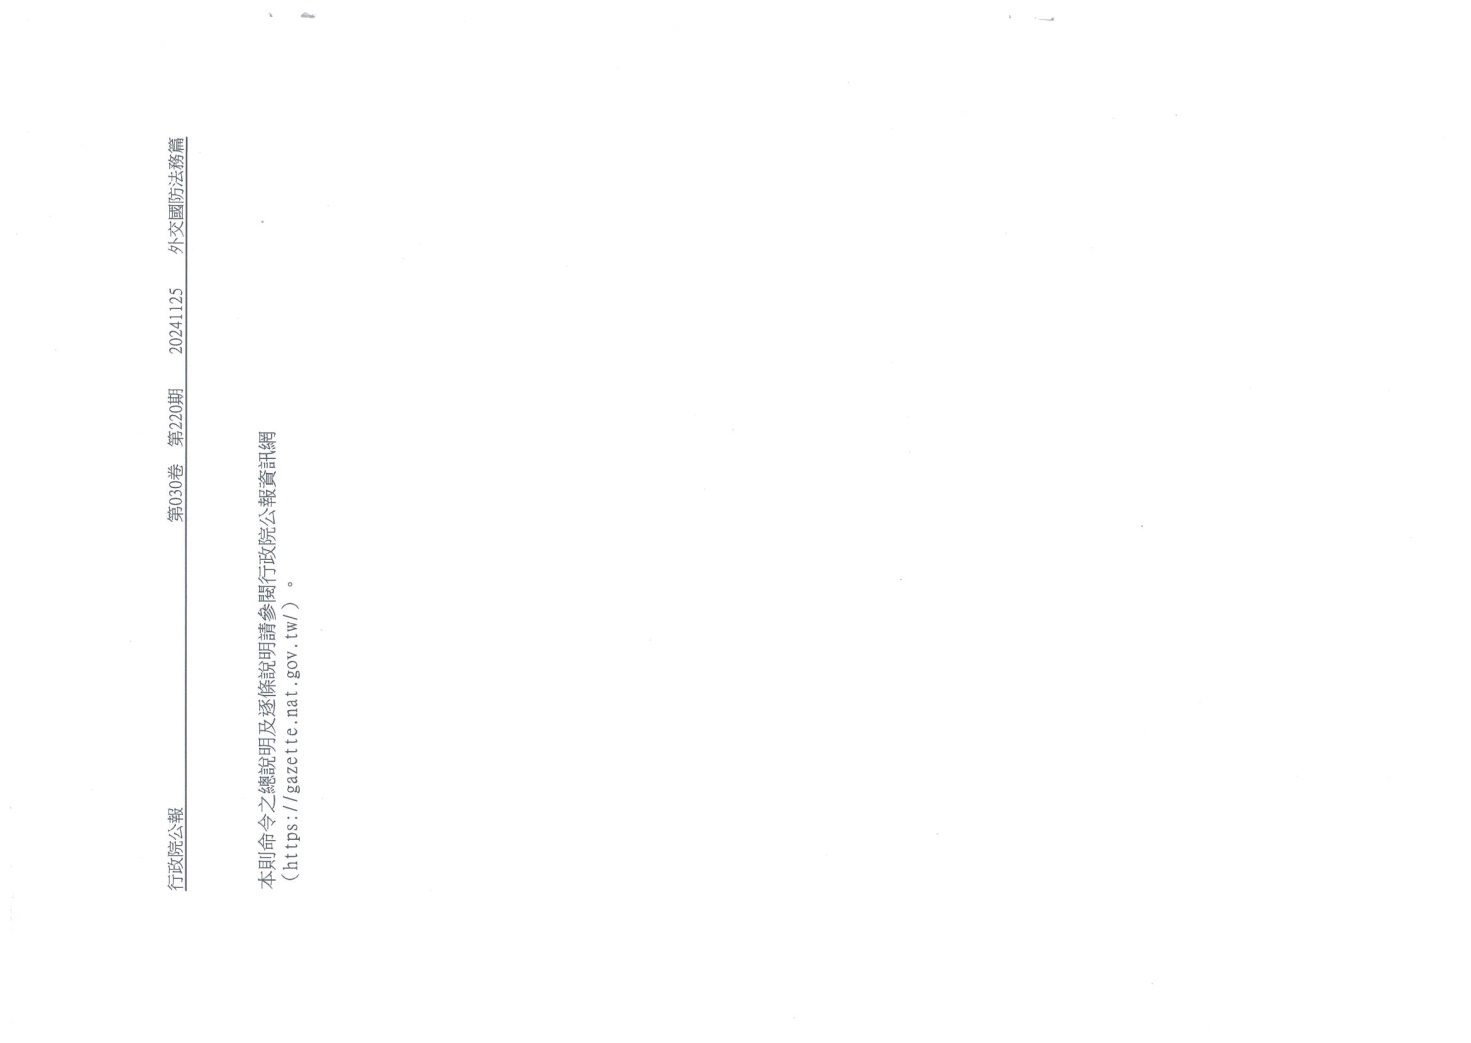 行政院公報 第030卷 第220期 20241125 外交國防法務篇
本則命令之總說明及逐條說明請參閱行政院公報資訊網
（https://gazette.nat.gov.tw/）。